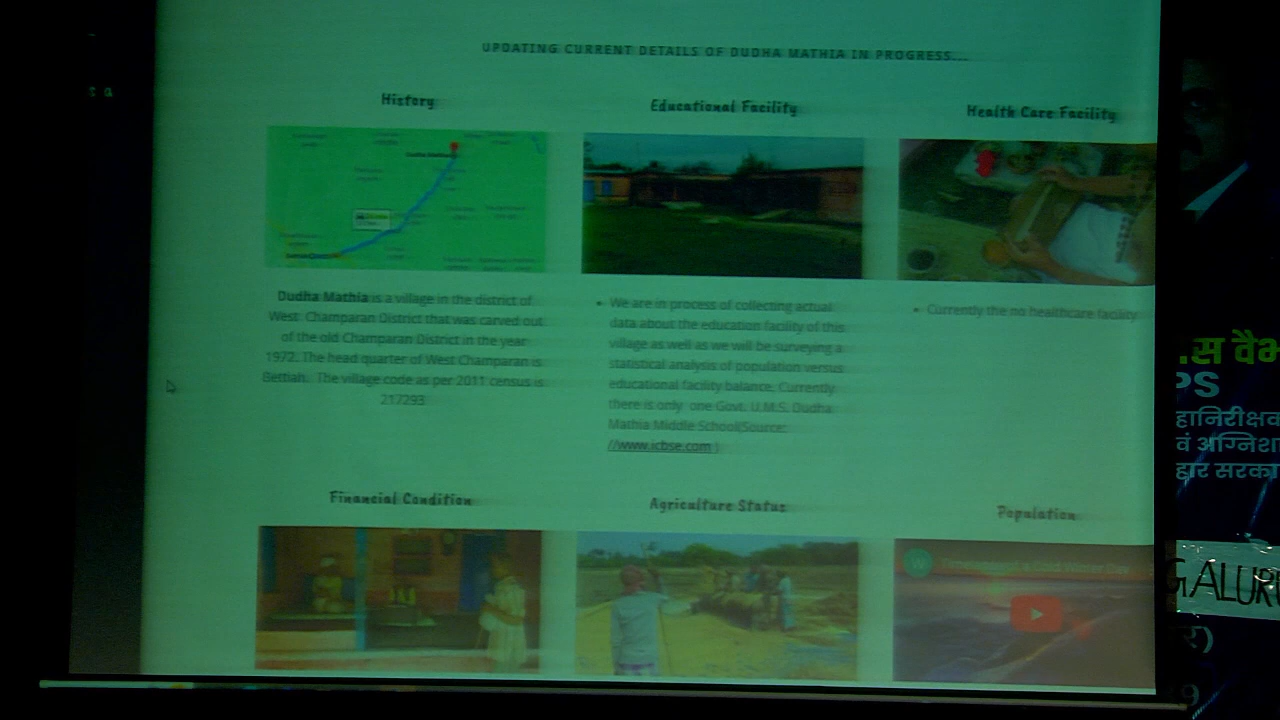 UPDATING CURRENT DETAILS OF DUDHA MATHIA IN PROGRESS...
History
Educational Facility
Health Care Facility
Dudha Mathia is a village in the district of
West Champaran District that was carved out
of the old Champaran District in the year
1972. The head quarter of West Champaran is
Bettiah. The village code as per 2011 census is
217293
• We are in process of collecting actual
data about the education facility of this
village as well as we will be surveying a
statistical analysis of population versus
educational facility balance. Currently
there is only one Govt. U.M.S. Dudha
Mathia Middle School(Source:
//www.icbse.com )
• Currently the no healthcare facility
Financial Condition
Agriculture Status
Population
W
.स वैभ
PS
हानिरीक्षक
वं अग्निश
हार सरका
GALURU